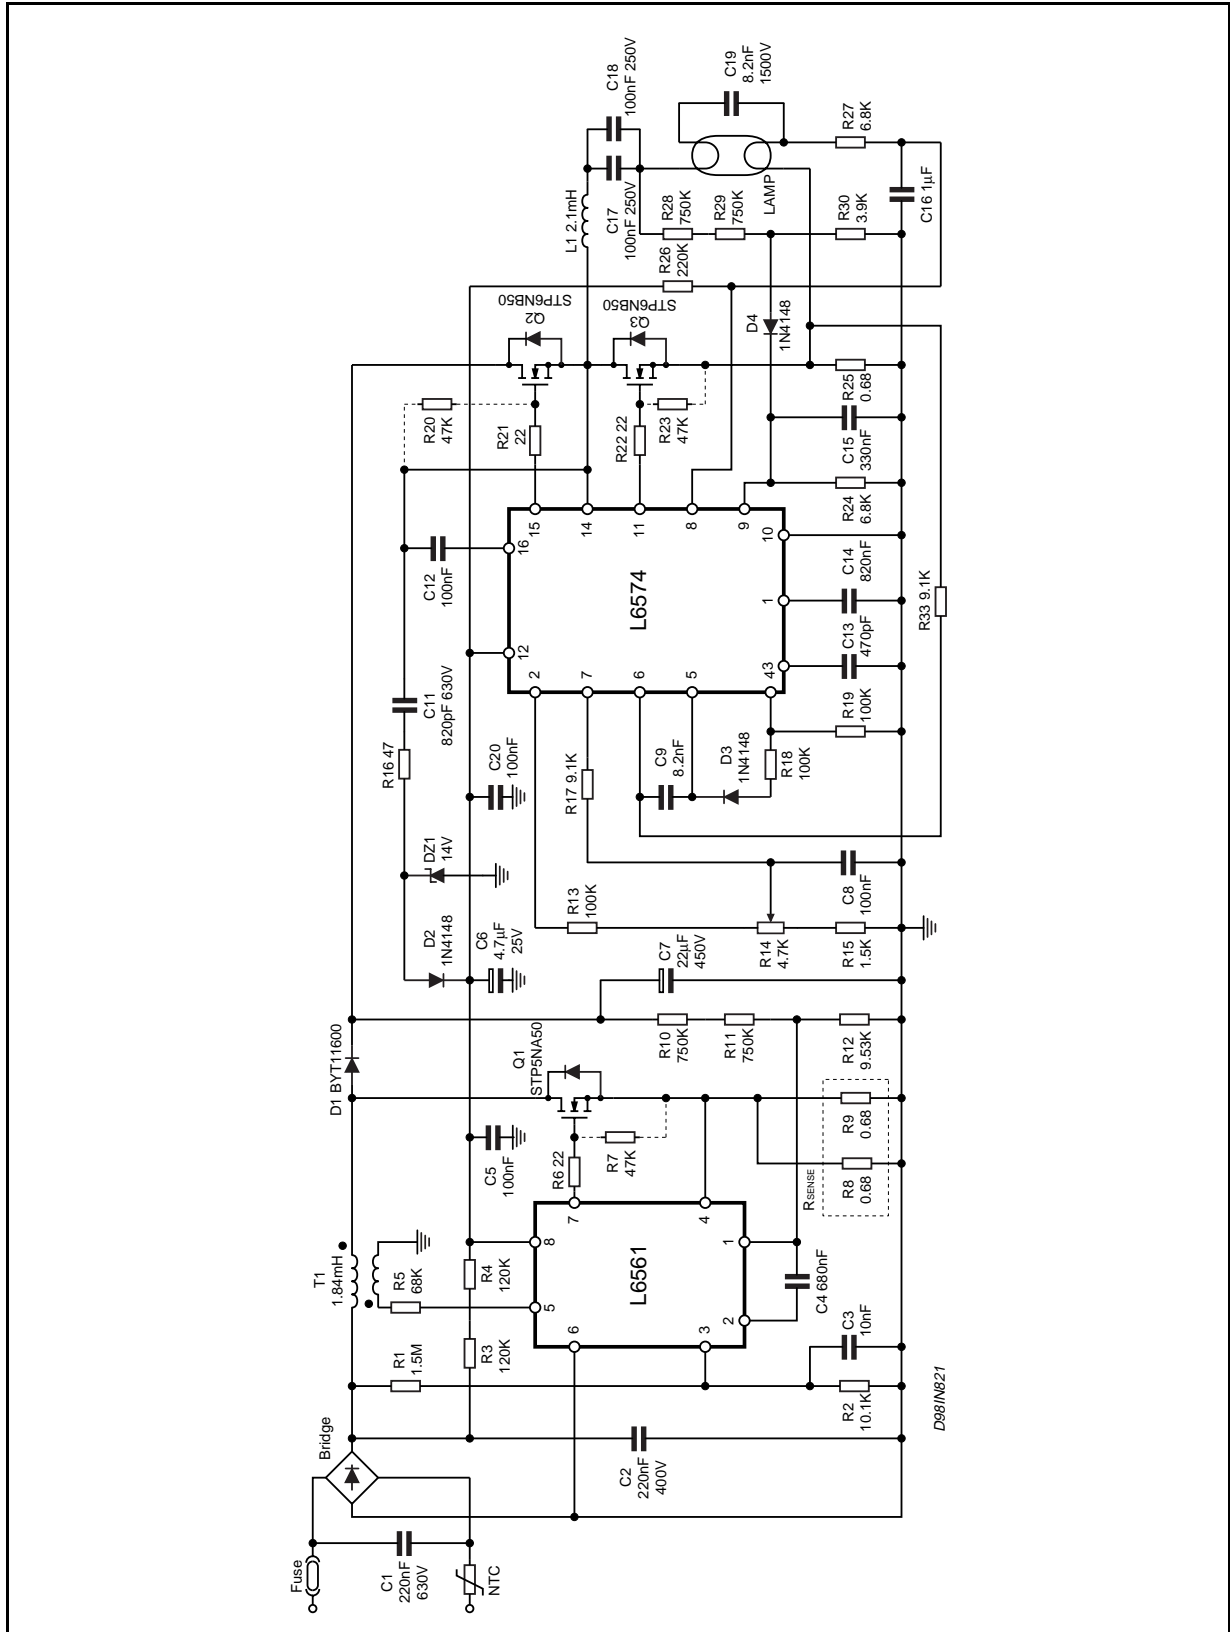 Fuse
C1
220nF
630V
NTC
Bridge
C2
220nF
400V
R1
1.5M
R2
10.1K
C3
10nF
R3
120K
R4
120K
T1
1.84mH
R5
68K
L6561
6
5
8
7
3
2
1
4
C4 680nF
C5
100nF
R6 22
R7
47K
RSENSE
R8
0.68
R9
0.68
Q1
STP5NA50
D1 BYT11600
R10
750K
R11
750K
R12
9.53K
D2
1N4148
DZ1
14V
C6
4.7µF
25V
C7
22µF
450V
R13
100K
R14
4.7K
R15
1.5K
C8
100nF
R16 47
C11
820pF 630V
C20
100nF
R17 9.1K
C9
8.2nF
D3
1N4148
R18
100K
R19
100K
L6574
2
7
6
5
43
12
16
15
14
11
8
9
10
1
C12
100nF
C13
470pF
C14
820nF
R33 9.1K
R20
47K
R21
22
R22 22
R23
47K
Q2
STP6NB50
Q3
STP6NB50
R24
6.8K
C15
330nF
R25
0.68
D4
1N4148
L1 2.1mH
C17
100nF 250V
C18
100nF 250V
R26
220K
R28
750K
R29
750K
LAMP
C19
8.2nF
1500V
R30
3.9K
R27
6.8K
C16 1µF
D98IN821